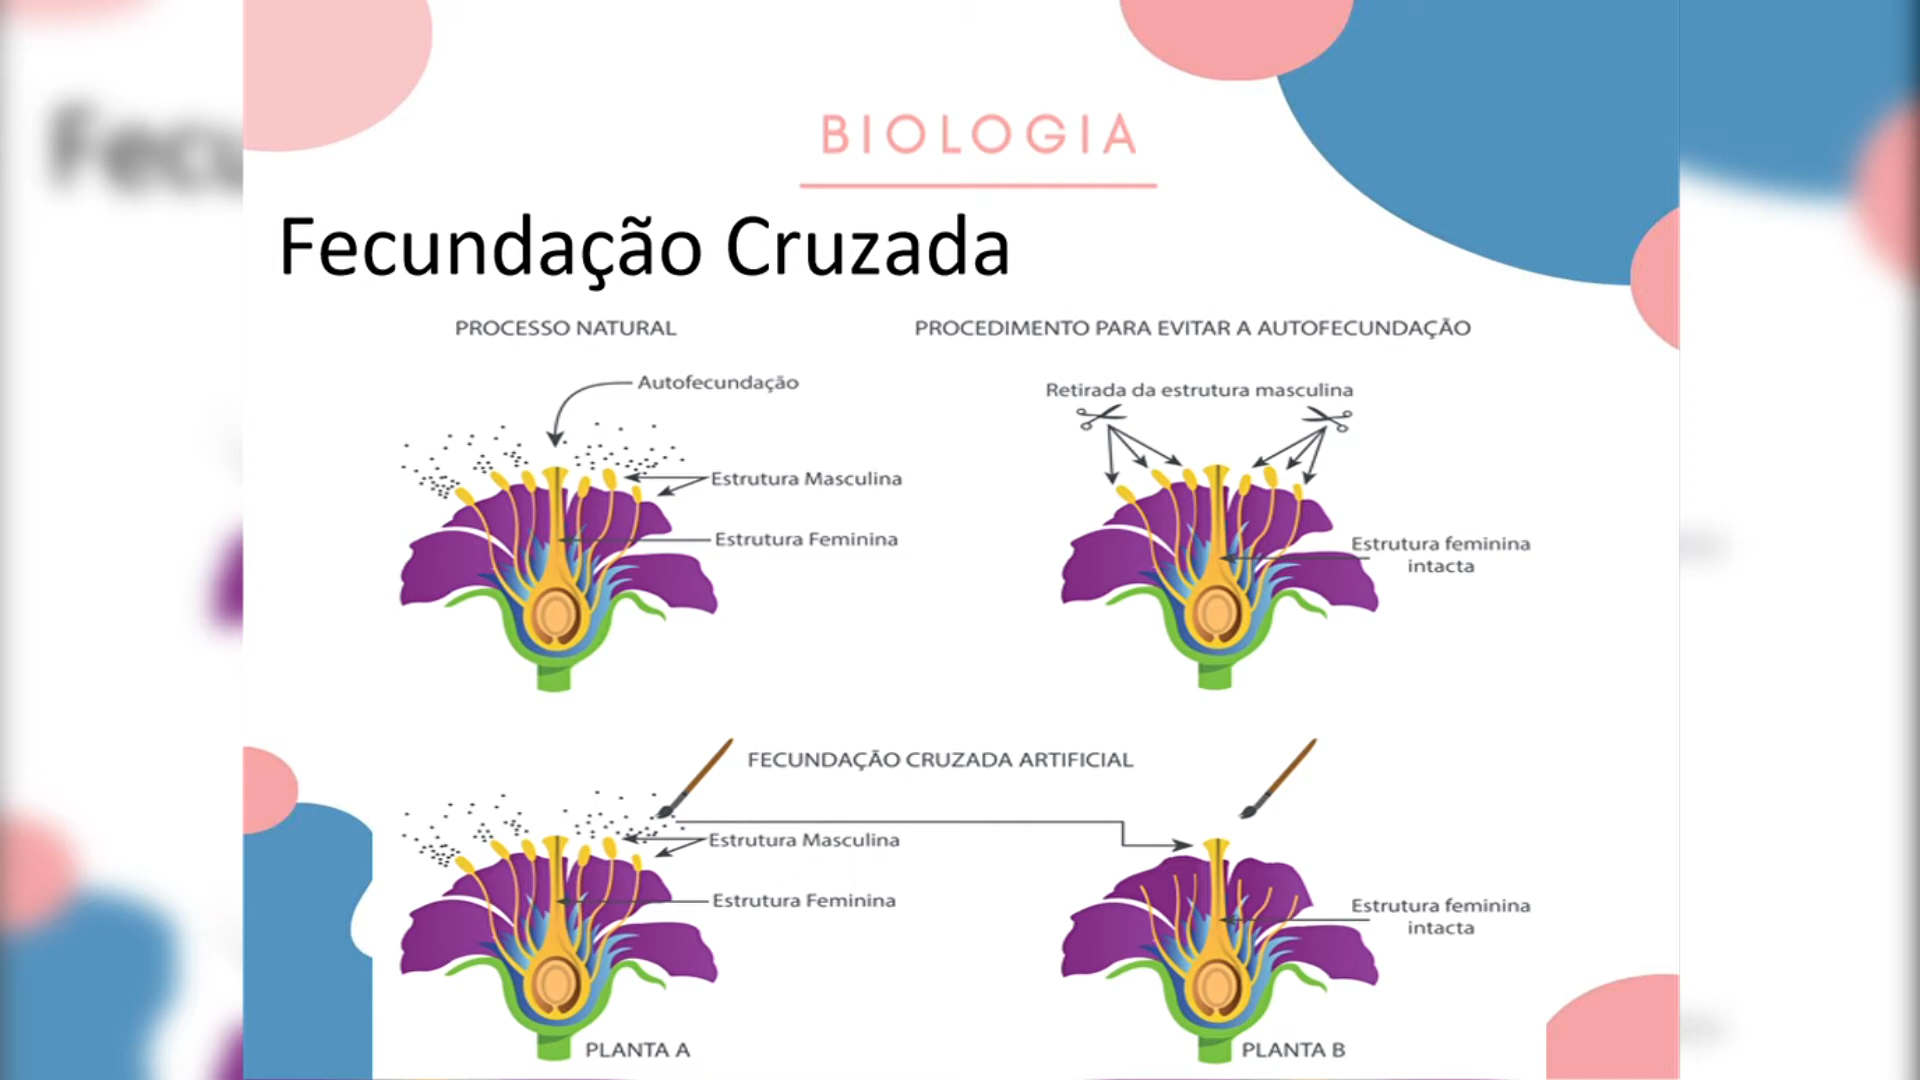 BIOLOGIA
Fecundação Cruzada
PROCESSO NATURAL
Autofecundação
Estrutura Masculina
Estrutura Feminina
PROCEDIMENTO PARA EVITAR A AUTOFECUNDAÇÃO
Retirada da estrutura masculina
Estrutura feminina
intacta
FECUNDAÇÃO CRUZADA ARTIFICIAL
Estrutura Masculina
Estrutura Feminina
PLANTA A
Estrutura feminina
intacta
PLANTA B
Fecu